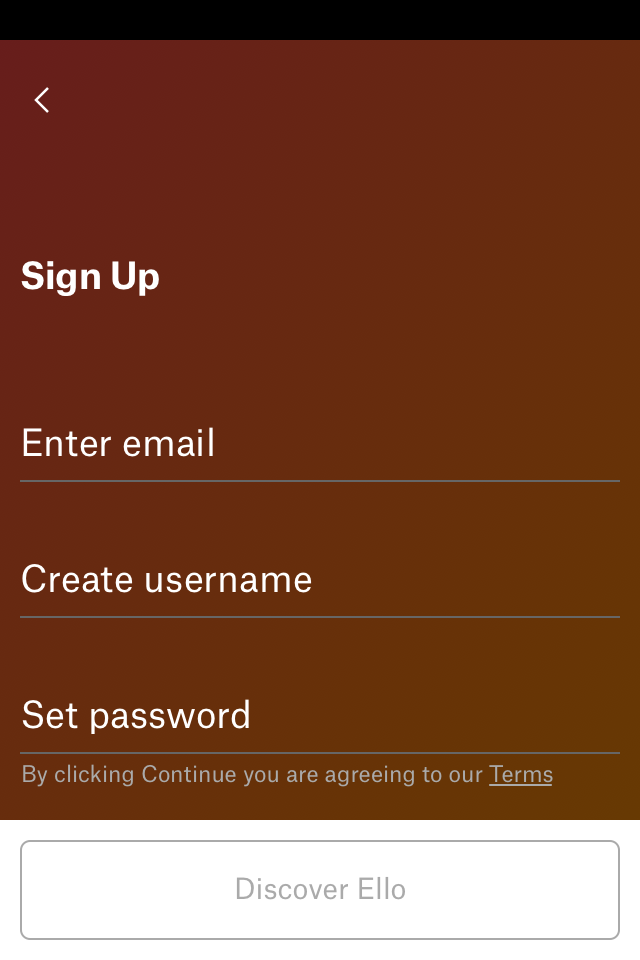 Sign Up
Enter email
Create username
Set password
By clicking Continue you are agreeing to our Terms
Discover Ello